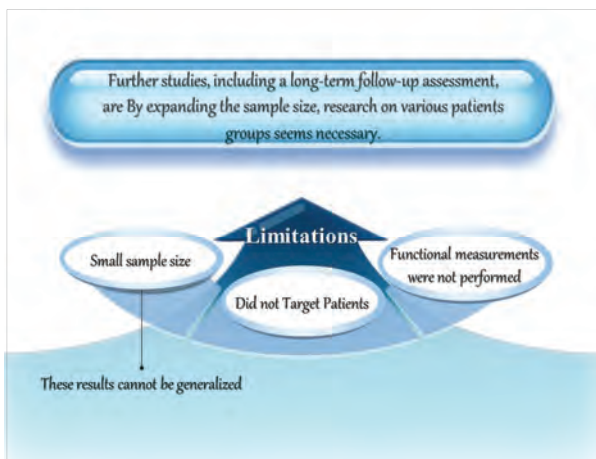 Further studies, including a long-term follow-up assessment,
are By expanding the sample size, research on various patients
groups seems necessary.
Limitations
Small sample size
Did not Target Patients
Functional measurements
were not performed
These results cannot be generalized